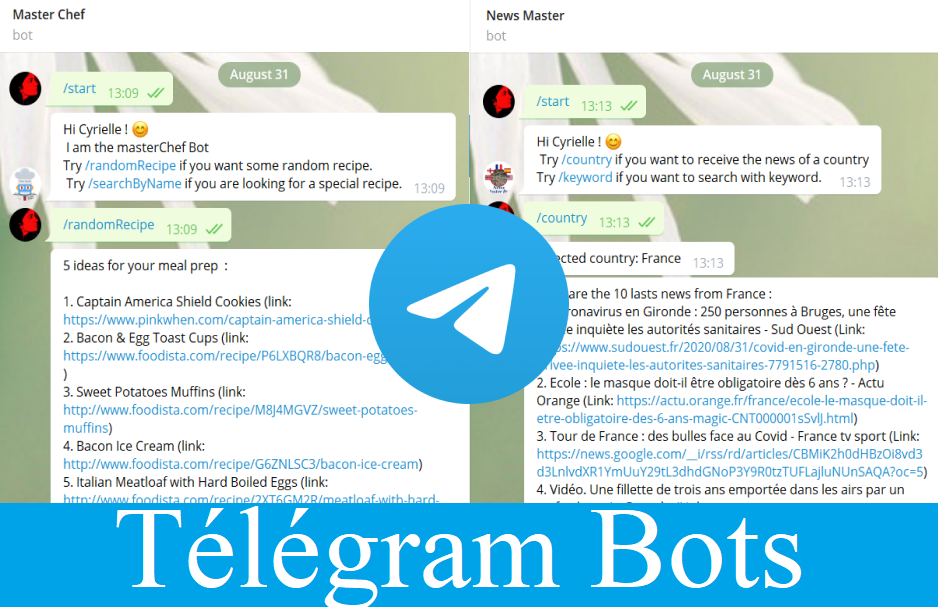 Master Chef
bot
August 31
/start 13:09
Hi Cyrielle ! 😊
I am the masterChef Bot
Try /randomRecipe if you want some random recipe.
Try /searchByName if you are looking for a special recipe. 13:09
/randomRecipe 13:09
5 ideas for your meal prep :
1. Captain America Shield Cookies (link:
https://www.pinkwhen.com/captain-america-shield-
2. Bacon & Egg Toast Cups (link:
https://www.foodista.com/recipe/P6LXBQR8/bacon-egg
)
3. Sweet Potatoes Muffins (link:
http://www.foodista.com/recipe/M8J4MGVZ/sweet-potatoes-
muffins)
4. Bacon Ice Cream (link:
http://www.foodista.com/recipe/G6ZNLSC3/bacon-ice-cream)
5. Italian Meatloaf with Hard Boiled Eggs (link:
http://www.foodista.com/recipe/2XT6GM2R/meatloaf-with-hard-
News Master
bot
August 31
/start 13:13
Hi Cyrielle ! 😊
Try /country if you want to receive the news of a country
Try /keyword if you want to search with keyword. 13:13
/country 13:13
ected country: France 13:13
are the 10 lasts news from France :
ronavirus en Gironde : 250 personnes à Bruges, une fête
e inquiète les autorités sanitaires - Sud Ouest (Link:
ps://www.sudouest.fr/2020/08/31/covid-en-gironde-une-fete-
rivee-inquiete-les-autorites-sanitaires-7791516-2780.php)
2. Ecole : le masque doit-il être obligatoire dès 6 ans ? - Actu
Orange (Link: https://actu.orange.fr/france/ecole-le-masque-doit-il-
etre-obligatoire-des-6-ans-magic-CNT000001sSvlJ.html)
3. Tour de France : des bulles face au Covid - France tv sport (Link:
https://news.google.com/__i/rss/rd/articles/CBMiK2h0dHBzOi8vd3
d3LnlvdXR1YmUuY29tL3dhdGNoP3Y9R0tzTUFLajluNUnSAQA?oc=5)
4. Vidéo. Une fillette de trois ans emportée dans les airs par un
Télégram Bots